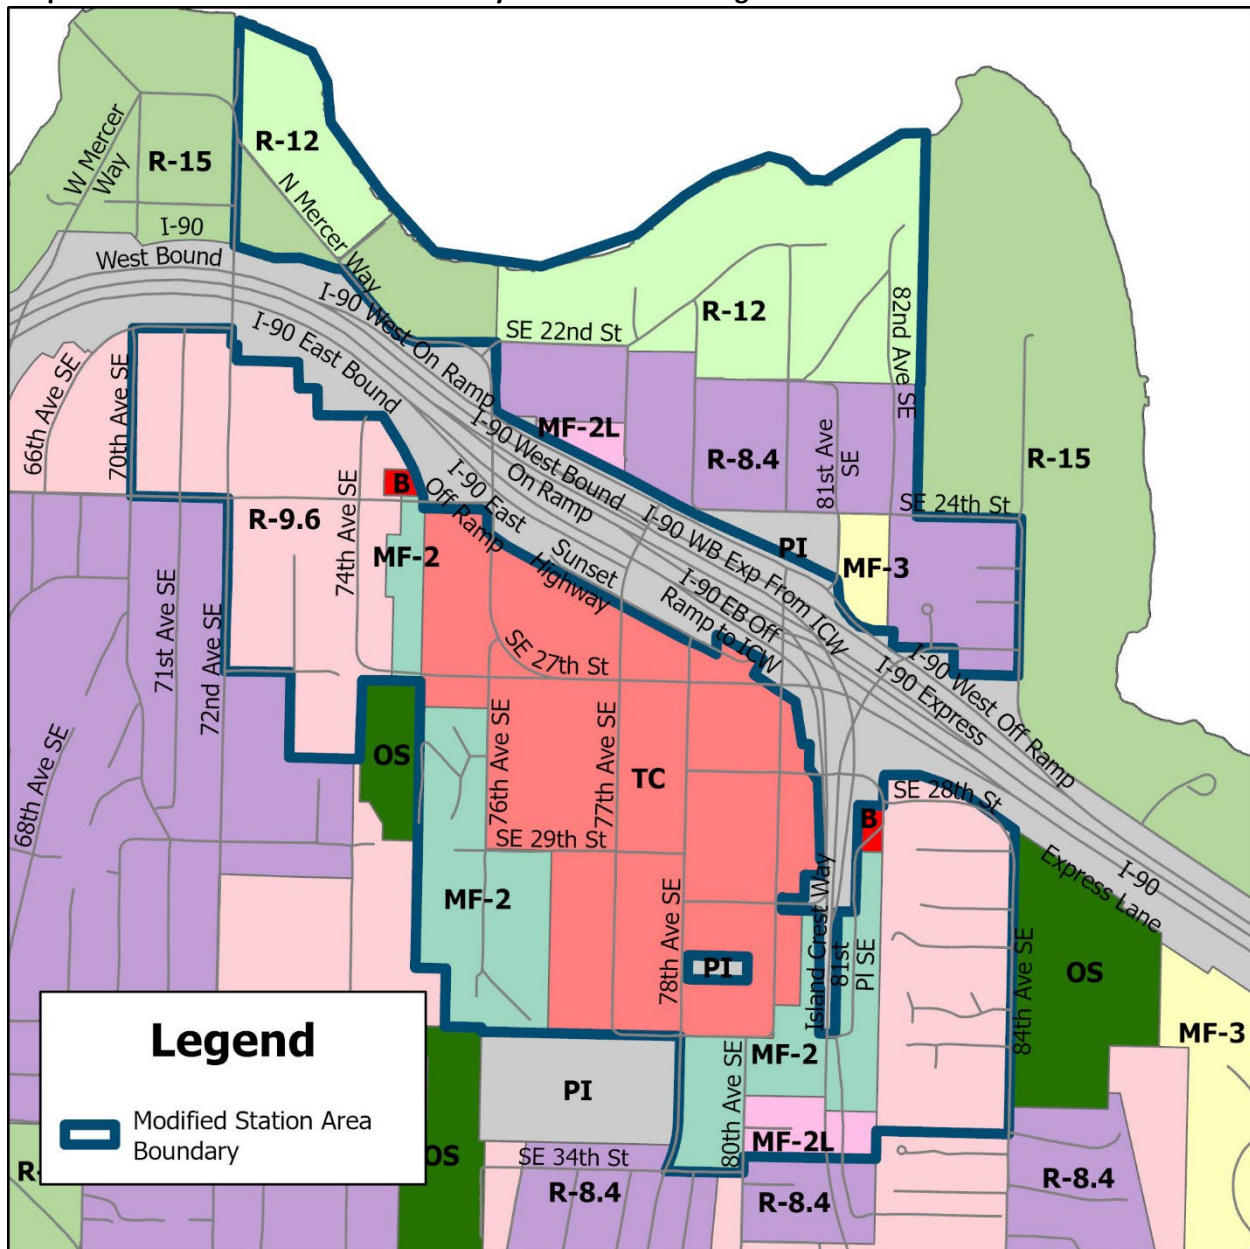 R-12
R-15
W Mercer
Way
N Mercer Way
I-90
West Bound
I-90 West On Ramp
I-90 East Bound
SE 22nd St
R-12
82nd Ave SE
66th Ave SE
70th Ave SE
MF-2L
I-90 West Bound
On Ramp
R-8.4
81st Ave
SE
R-15
B
R-9.6
74th Ave SE
I-90 East
Off Ramp
SE 24th St
MF-2
Sunset
Highway
I-90 WB Exp From ICW
PI
MF-3
I-90 EB Off
Ramp to ICW
71st Ave SE
72nd Ave SE
SE 27th St
I-90 Express
I-90 West Off Ramp
68th Ave SE
OS
76th Ave SE
77th Ave SE
TC
SE 28th St
B
SE 29th St
I-90
Express Lane
MF-2
78th Ave SE
PI
Island Crest Way
81st
Pl SE
84th Ave SE
OS
MF-3
Legend
Modified Station Area
Boundary
PI
80th Ave SE
MF-2
MF-2L
OS
SE 34th St
R-8.4
R-8.4
R-8.4